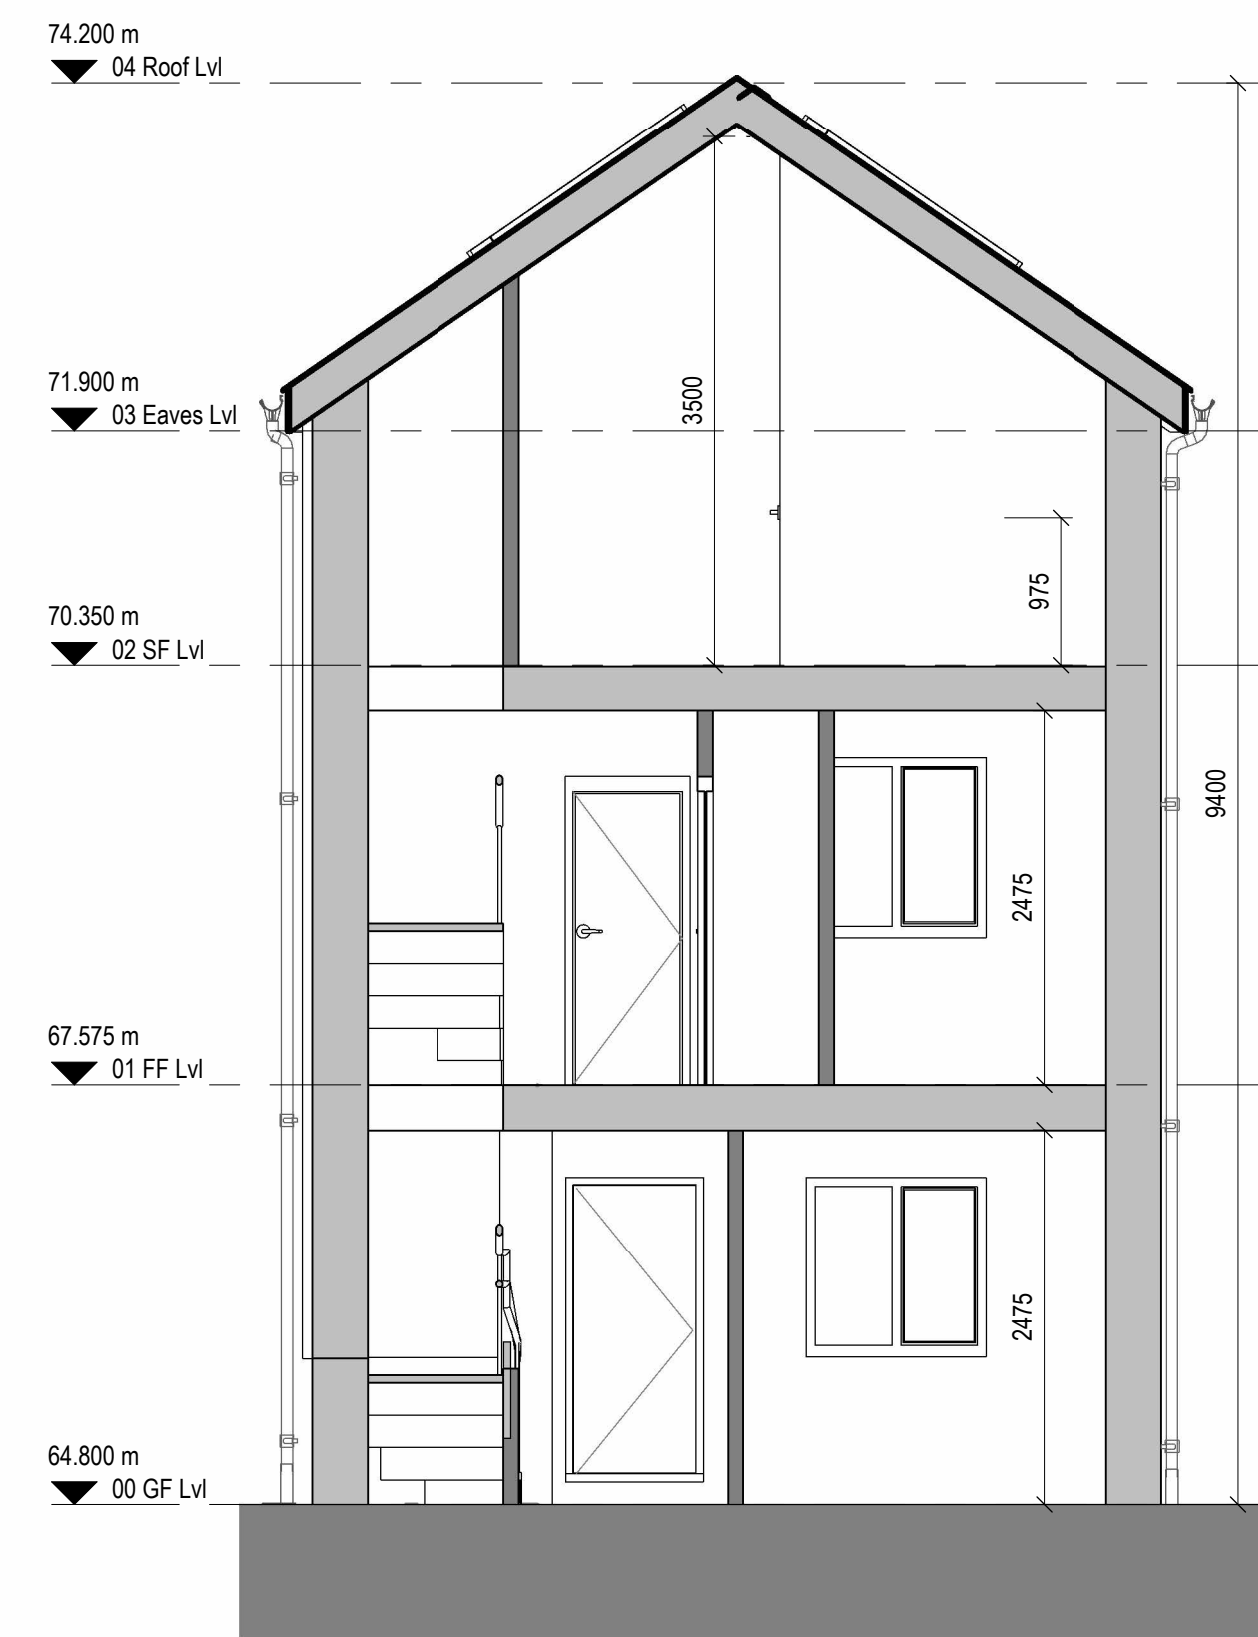 74.200 m
04 Roof Lvl
71.900 m
03 Eaves Lvl
3500
975
70.350 m
02 SF Lvl
9400
2475
67.575 m
01 FF Lvl
2475
64.800 m
00 GF Lvl